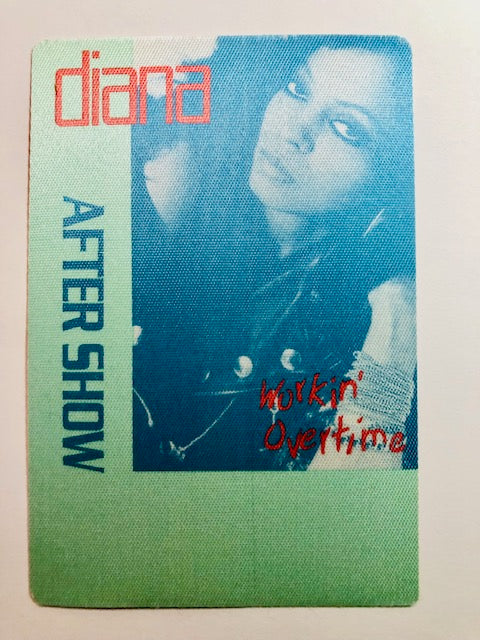 diana
AFTER SHOW
Workin'
Overtime